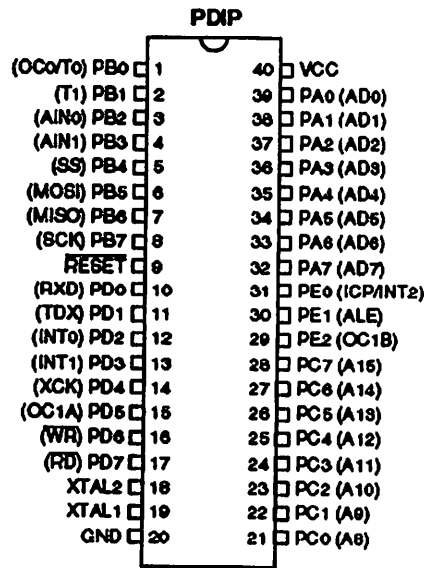 PDIP
(OC0/T0) PB0 1 40 VCC
(T1) PB1 2 39 PA0 (AD0)
(AIN0) PB2 3 38 PA1 (AD1)
(AIN1) PB3 4 37 PA2 (AD2)
(SS) PB4 5 36 PA3 (AD3)
(MOSI) PB5 6 35 PA4 (AD4)
(MISO) PB6 7 34 PA5 (AD5)
(SCK) PB7 8 33 PA6 (AD6)
RESET 9 32 PA7 (AD7)
(RXD) PD0 10 31 PE0 (ICP/INT2)
(TDX) PD1 11 30 PE1 (ALE)
(INT0) PD2 12 29 PE2 (OC1B)
(INT1) PD3 13 28 PC7 (A15)
(XCK) PD4 14 27 PC6 (A14)
(OC1A) PD5 15 26 PC5 (A13)
(WR) PD6 16 25 PC4 (A12)
(RD) PD7 17 24 PC3 (A11)
XTAL2 18 23 PC2 (A10)
XTAL1 19 22 PC1 (A9)
GND 20 21 PC0 (A8)